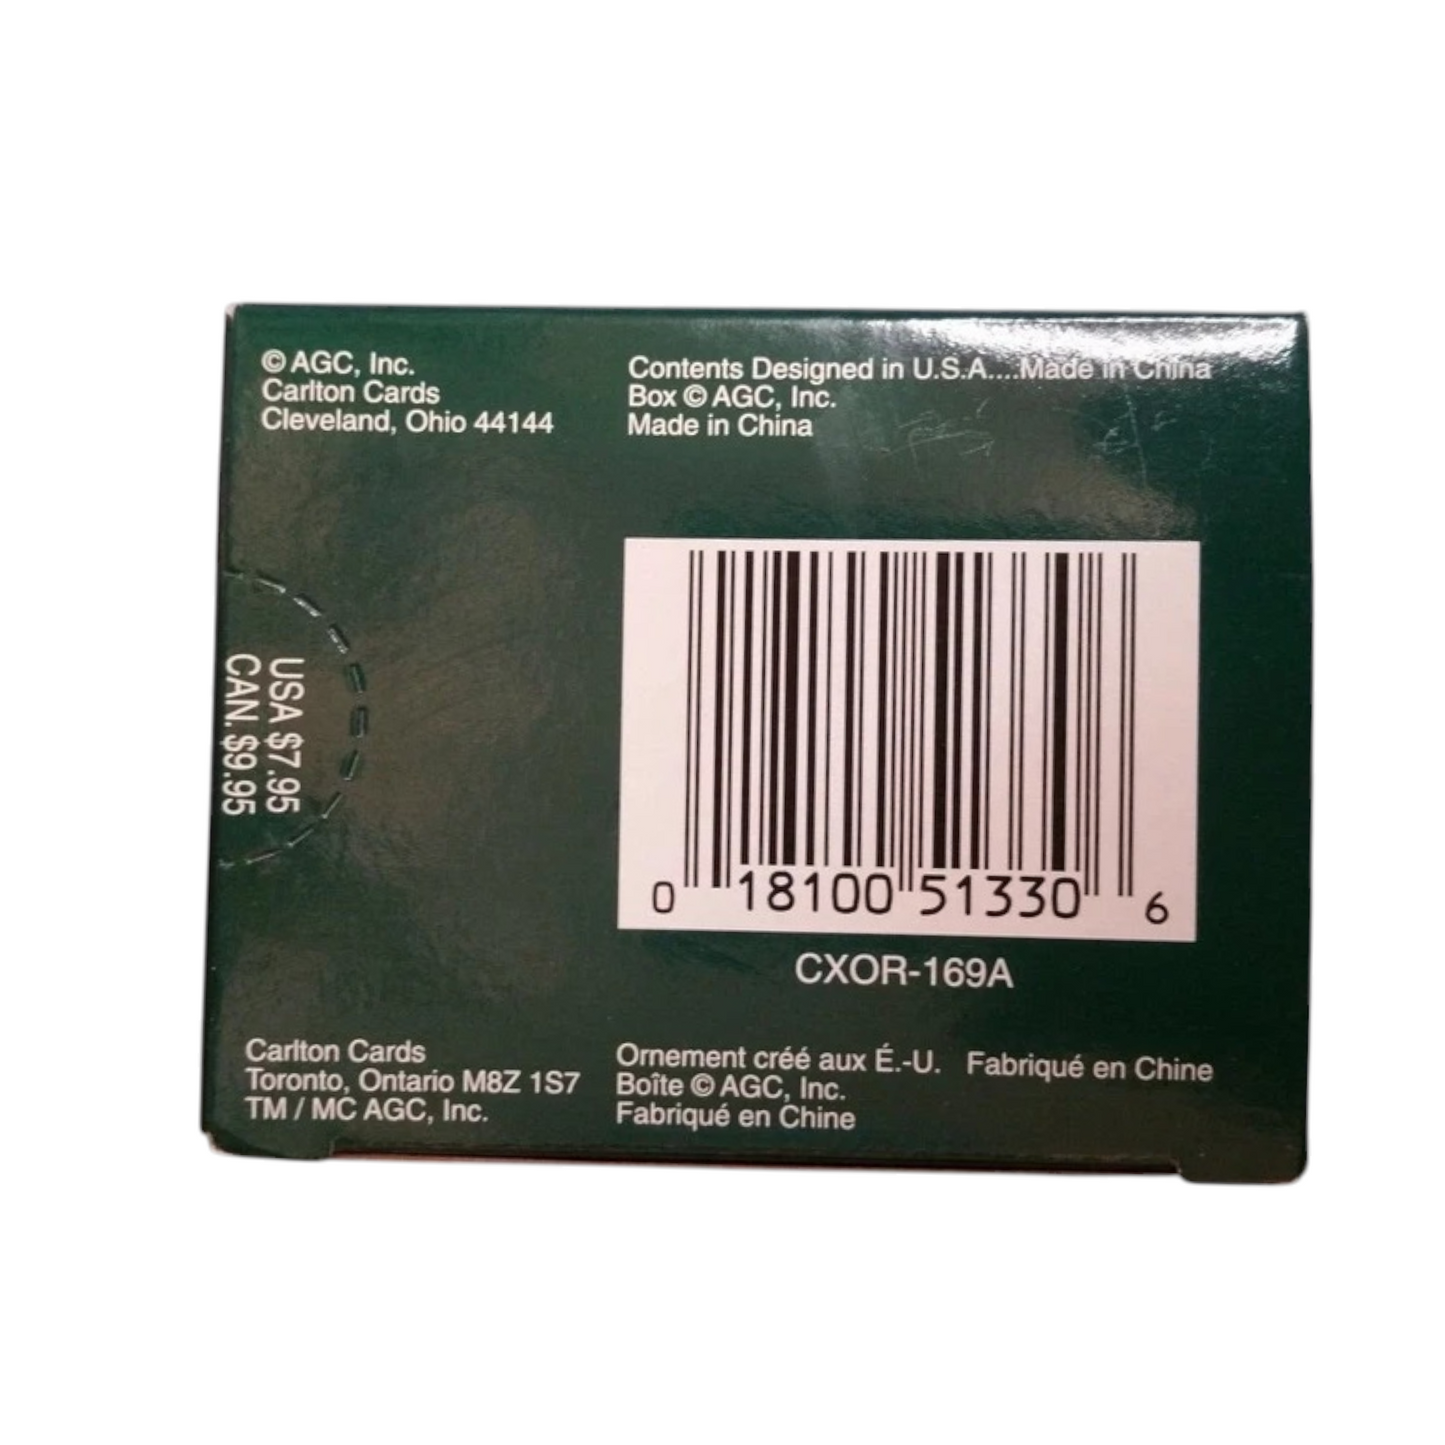 © AGC, Inc.
Carlton Cards
Cleveland, Ohio 44144
Contents Designed in U.S.A....Made in China
Box © AGC, Inc.
Made in China
USA $7.95
CAN. $9.95
0 18100 51330 6
CXOR-169A
Carlton Cards
Toronto, Ontario M8Z 1S7
TM / MC AGC, Inc.
Ornement créé aux É.-U. Fabriqué en Chine
Boîte © AGC, Inc.
Fabriqué en Chine